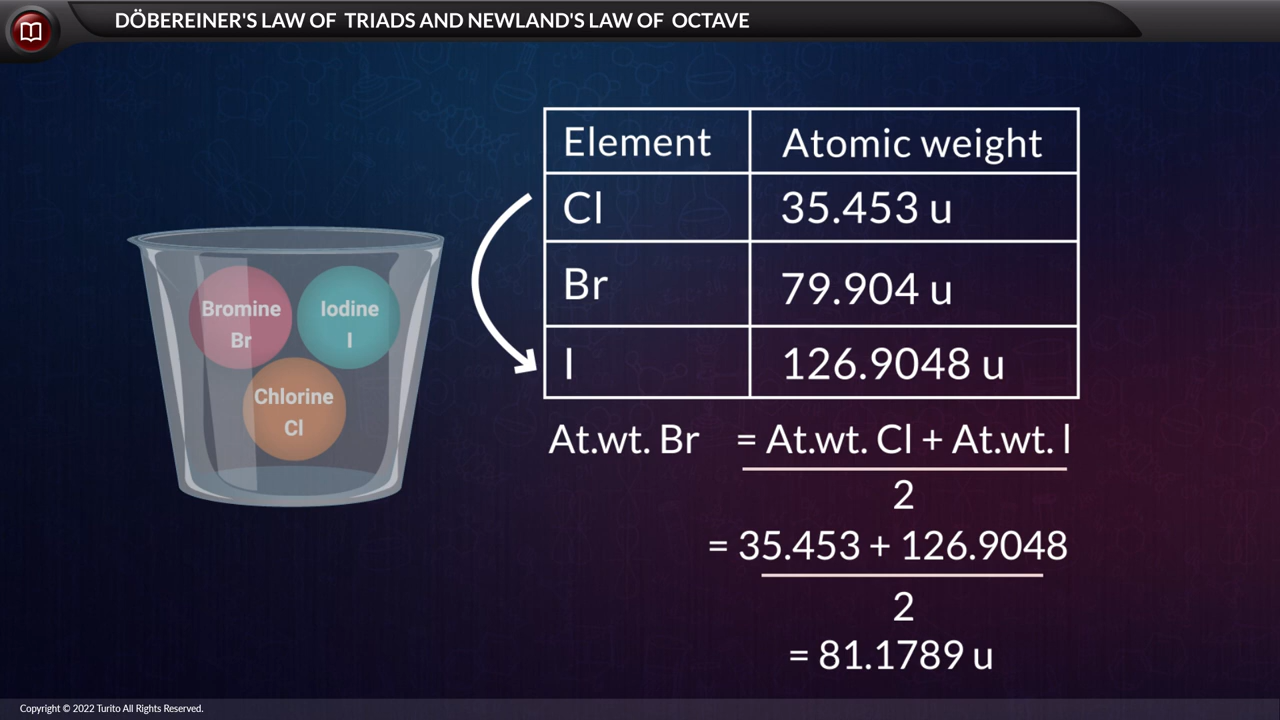 DÖBEREINER'S LAW OF TRIADS AND NEWLAND'S LAW OF OCTAVE
Element Atomic weight
Cl 35.453 u
Br 79.904 u
I 126.9048 u
Bromine
Br
Iodine
I
Chlorine
Cl
At.wt. Br = At.wt. Cl + At.wt. I
2
= 35.453 + 126.9048
2
= 81.1789 u
Copyright © 2022 Turito All Rights Reserved.